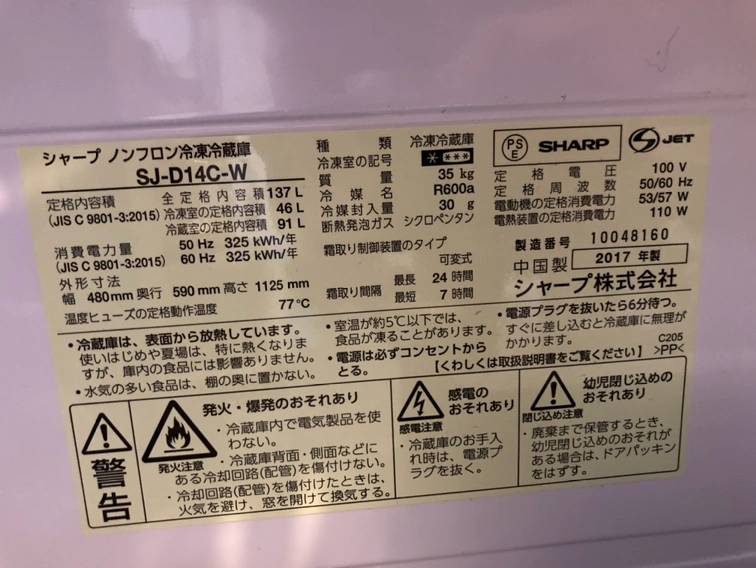 シャープ ノンフロン冷凍冷蔵庫
SJ-D14C-W
定格内容積
(JIS C 9801-3:2015)
全定格内容積 137 L
冷凍室の定格内容積 46 L
冷蔵室の定格内容積 91 L
消費電力量
(JIS C 9801-3:2015)
50 Hz 325 kWh/年
60 Hz 325 kWh/年
外形寸法
幅 480mm 奥行 590mm 高さ 1125mm
温度ヒューズの定格動作温度 77℃
種類 冷凍冷蔵庫
冷凍室の記号 * ***
質量 35 kg
冷媒 R600a
冷媒封入量 30 g
断熱発泡ガス シクロペンタン
霜取り制御装置のタイプ
可変式
霜取り間隔
最長 24 時間
最短 7 時間
PS
E
SHARP
S JET
定格電圧 100 V
定格周波数 50/60 Hz
電動機の定格消費電力 53/57 W
電熱装置の定格消費電力 110 W
製造番号 10048160
中国製 2017 年製
シャープ株式会社
・冷蔵庫は、表面から放熱しています。
使いはじめや夏場は、特に熱くなりま
すが、庫内の食品には影響ありません。
・水気の多い食品は、棚の奥に置かない。
・室温が約5℃以下では、
食品が凍ることがあります。
・電源は必ずコンセントから
とる。
・電源プラグを抜いたら6分待つ。
すぐに差し込むと冷蔵庫に無理が
かかります。
【くわしくは取扱説明書をご覧ください】
C205
>PP<
警告
発火・爆発のおそれあり
発火注意
・冷蔵庫内で電気製品を使
わない。
・冷蔵庫背面・側面などに
ある冷却回路(配管)を傷付けない。
・冷却回路(配管)を傷付けたときは、
火気を避け、窓を開けて換気する。
感電の
おそれあり
感電注意
・冷蔵庫のお手入
れ時は、電源プ
ラグを抜く。
幼児閉じ込めの
おそれあり
閉じ込め注意
・廃棄まで保管するとき、
幼児閉じ込めのおそれが
ある場合は、ドアパッキン
をはずす。